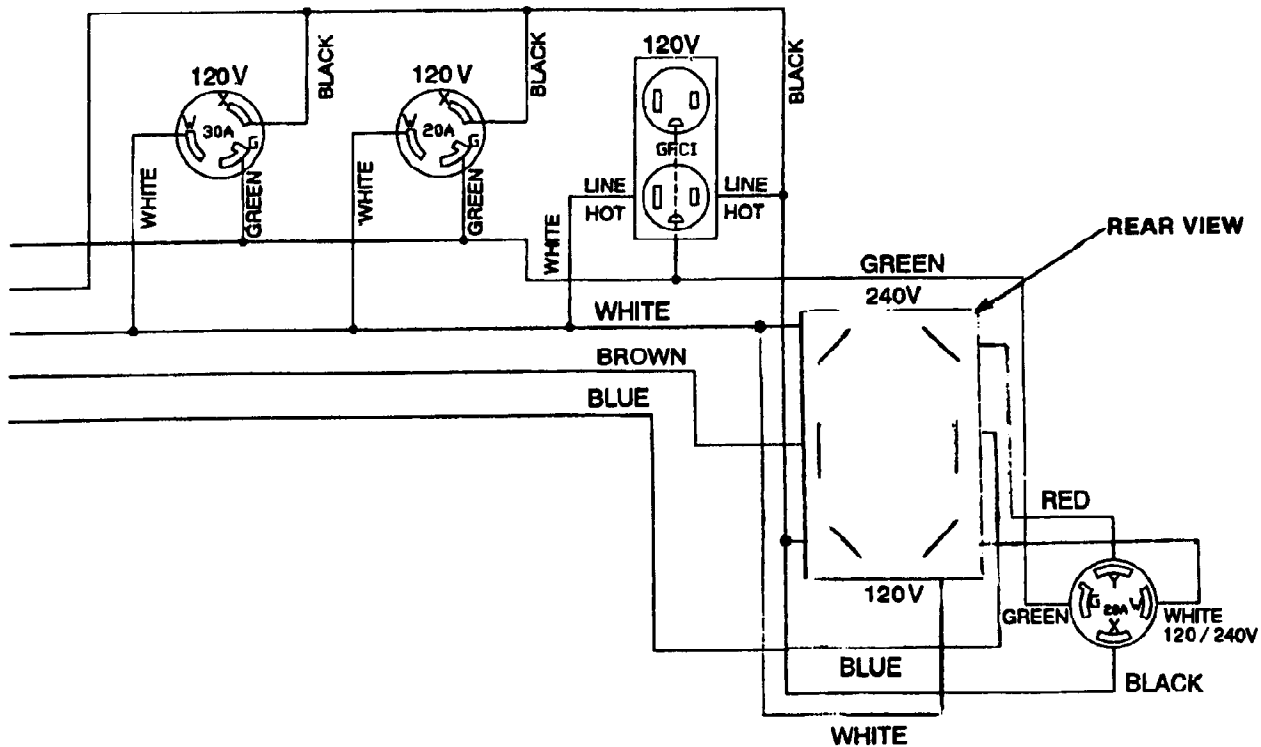 120V
BLACK
X
W
30A
G
WHITE
GREEN
120V
BLACK
X
W
20A
G
WHITE
GREEN
120V
GFCI
LINE
HOT
LINE
HOT
WHITE
BLACK
REAR VIEW
GREEN
240V
WHITE
BROWN
BLUE
120V
RED
Y
G
20A
W
X
GREEN
WHITE
120 / 240V
BLUE
BLACK
WHITE